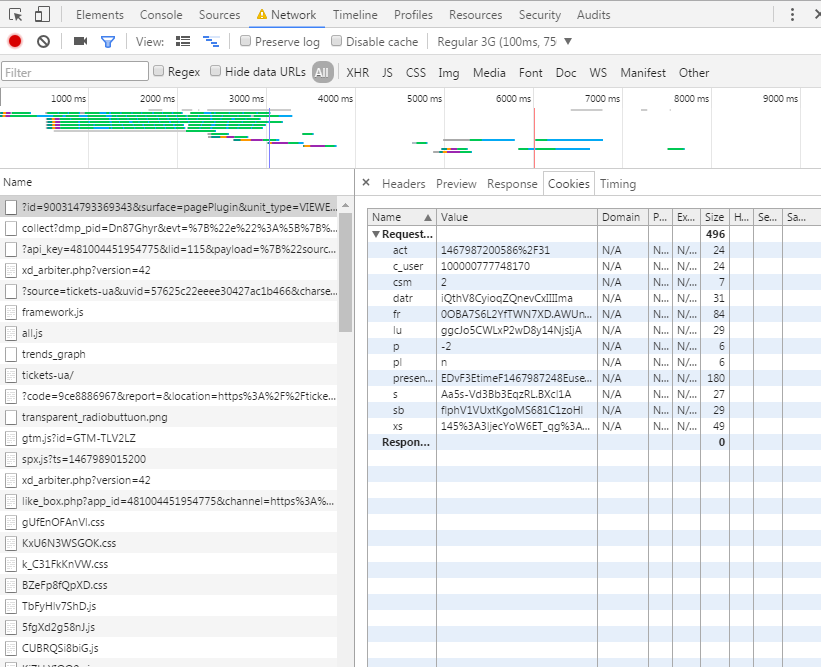 Elements Console Sources Network Timeline Profiles Resources Security Audits
View: Preserve log Disable cache Regular 3G (100ms, 75
Filter Regex Hide data URLs All XHR JS CSS Img Media Font Doc WS Manifest Other
1000 ms 2000 ms 3000 ms 4000 ms 5000 ms 6000 ms 7000 ms 8000 ms 9000 ms
Name
?id=900314793369343&surface=pagePlugin&unit_type=VIEWE...
collect?dmp_pid=Dn87Ghyr&evt=%7B%22e%22%3A%5B%7B%...
?api_key=481004451954775&lid=115&payload=%7B%22sourc...
xd_arbiter.php?version=42
?source=tickets-ua&uvid=57625c22eeee30427ac1b466&charse...
framework.js
all.js
trends_graph
tickets-ua/
?code=9ce8886967&report=&location=https%3A%2F%2Fticke...
transparent_radiobuttuon.png
gtm.js?id=GTM-TLV2LZ
spx.js?ts=1467989015200
xd_arbiter.php?version=42
like_box.php?app_id=481004451954775&channel=https%3A%...
gUfEnOFAnVl.css
KxU6N3WSGOK.css
k_C31FkKnVW.css
BZeFp8fQpXD.css
TbFyHlv7ShD.js
5fgXd2g58nJ.js
CUBRQSi8biG.js
× Headers Preview Response Cookies Timing
Name Value Domain P... Ex... Size H... Se... Sa...
Request... 496
act 1467987200586%2F31 N/A N... N/... 24
c_user 100000777748170 N/A N... N/... 24
csm 2 N/A N... N/... 7
datr iQthV8CyioqZQnevCxIIIIma N/A N... N/... 31
fr 0OBA7S6L2YfTWN7XD.AWUn... N/A N... N/... 84
lu ggcJo5CWLxP2wD8y14NjsIjA N/A N... N/... 29
p -2 N/A N... N/... 6
pl n N/A N... N/... 6
presen... EDvF3EtimeF1467987248Euse... N/A N... N/... 180
s Aa5s-Vd3Bb3EqzRL.BXcl1A N/A N... N/... 27
sb flphV1VUxtKgoMS681C1zoHl N/A N... N/... 29
xs 145%3A3ljecYoW6ET_qg%3A... N/A N... N/... 49
Respon... 0